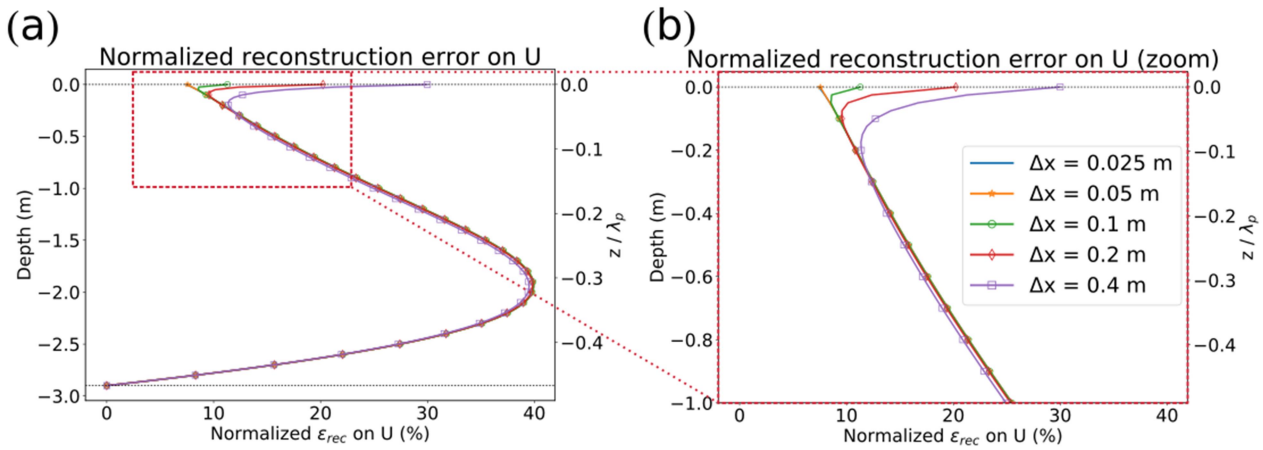 (a)
Normalized reconstruction error on U
0.0
−0.5
−1.0
−1.5
−2.0
−2.5
−3.0
Depth (m)
0.0
−0.1
−0.2
−0.3
−0.4
z / λp
0 10 20 30 40
Normalized εrec on U (%)
(b)
Normalized reconstruction error on U (zoom)
0.0
−0.2
−0.4
−0.6
−0.8
−1.0
Depth (m)
Δx = 0.025 m
Δx = 0.05 m
Δx = 0.1 m
Δx = 0.2 m
Δx = 0.4 m
0.0
−0.1
−0.2
−0.3
−0.4
z / λp
0 10 20 30 40
Normalized εrec on U (%)